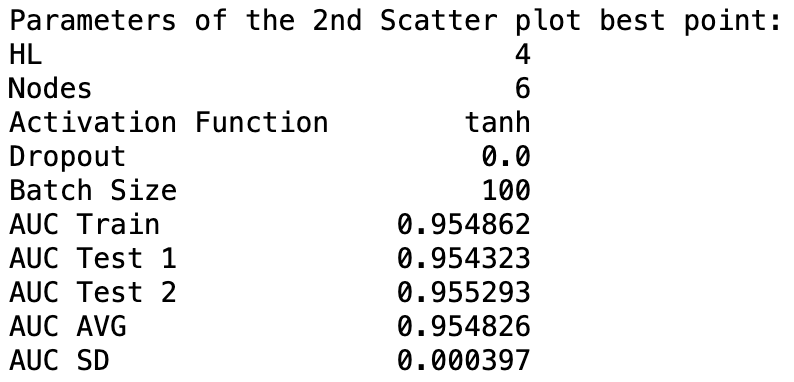 Parameters of the 2nd Scatter plot best point:
HL 4
Nodes 6
Activation Function tanh
Dropout 0.0
Batch Size 100
AUC Train 0.954862
AUC Test 1 0.954323
AUC Test 2 0.955293
AUC AVG 0.954826
AUC SD 0.000397